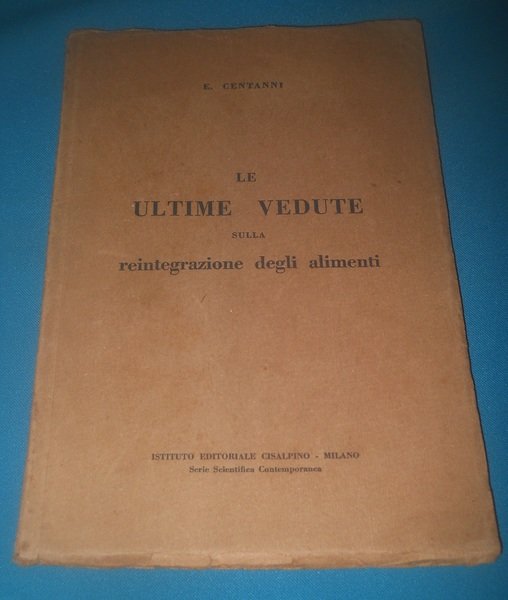 E. CENTANNI
LE
ULTIME VEDUTE
SULLA
reintegrazione degli alimenti
ISTITUTO EDITORIALE CISALPINO - MILANO
Serie Scientifica Contemporanea